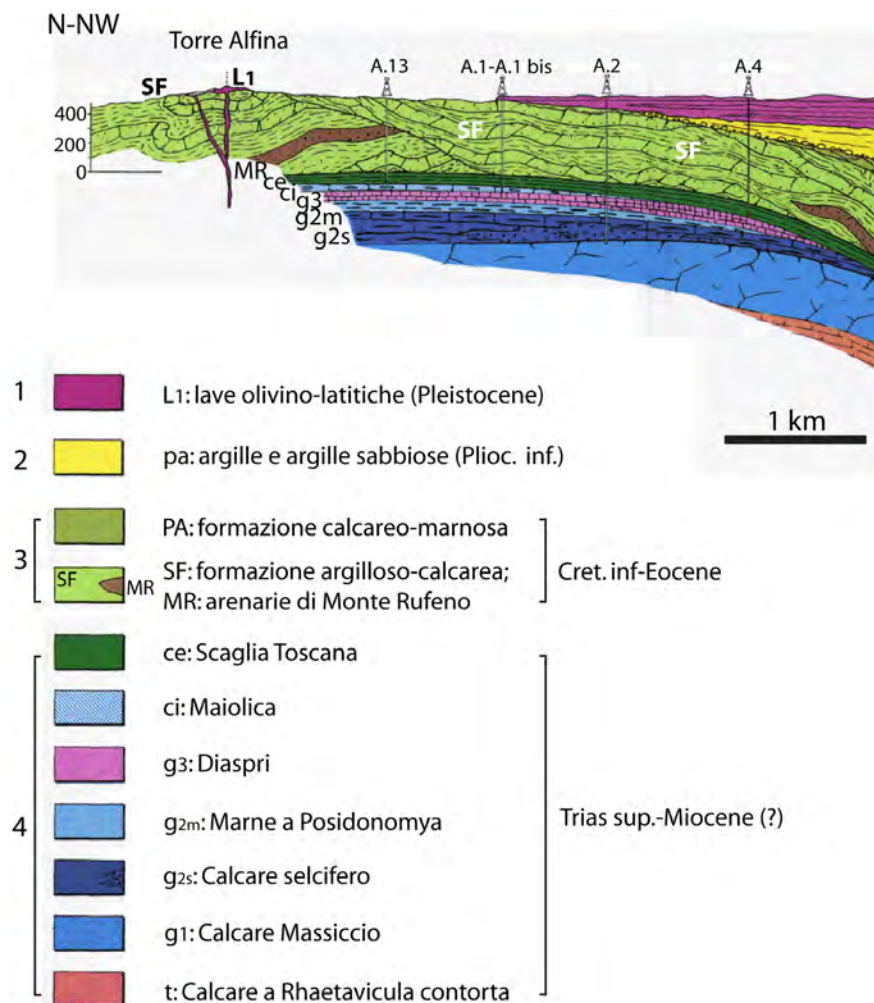 N-NW
Torre Alfina
SF L1 A.13 A.1-A.1 bis A.2 A.4
400
200
0
SF
SF
MR
ce
ci
g3
g2m
g2s
1 km
1 L1: lave olivino-latitiche (Pleistocene)
2 pa: argille e argille sabbiose (Plioc. inf.)
3 PA: formazione calcareo-marnosa
SF MR SF: formazione argilloso-calcarea;
MR: arenarie di Monte Rufeno
Cret. inf-Eocene
4 ce: Scaglia Toscana
ci: Maiolica
g3: Diaspri
g2m: Marne a Posidonomya
g2s: Calcare selcifero
g1: Calcare Massiccio
t: Calcare a Rhaetavicula contorta
Trias sup.-Miocene (?)